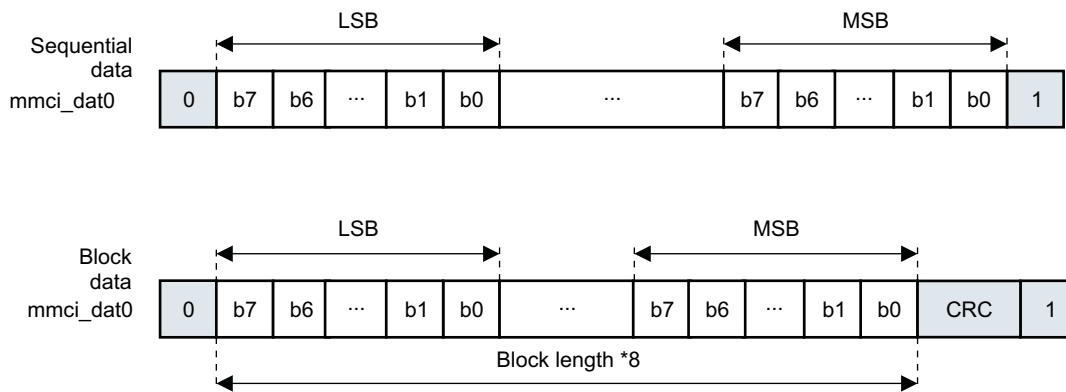 LSB MSB
Sequential
data
mmci_dat0 0 b7 b6 ... b1 b0 ... b7 b6 ... b1 b0 1
LSB MSB
Block
data
mmci_dat0 0 b7 b6 ... b1 b0 ... b7 b6 ... b1 b0 CRC 1
Block length *8